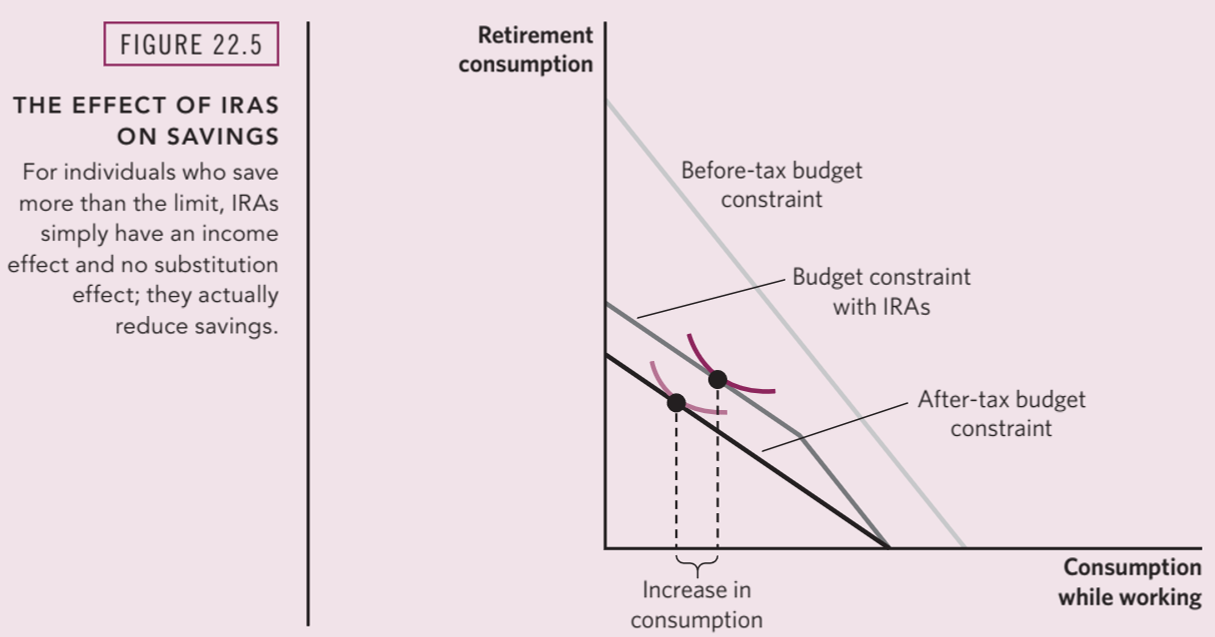 FIGURE 22.5
THE EFFECT OF IRAS
ON SAVINGS
For individuals who save
more than the limit, IRAs
simply have an income
effect and no substitution
effect; they actually
reduce savings.
Retirement
consumption
Before-tax budget
constraint
Budget constraint
with IRAs
After-tax budget
constraint
Consumption
while working
Increase in
consumption